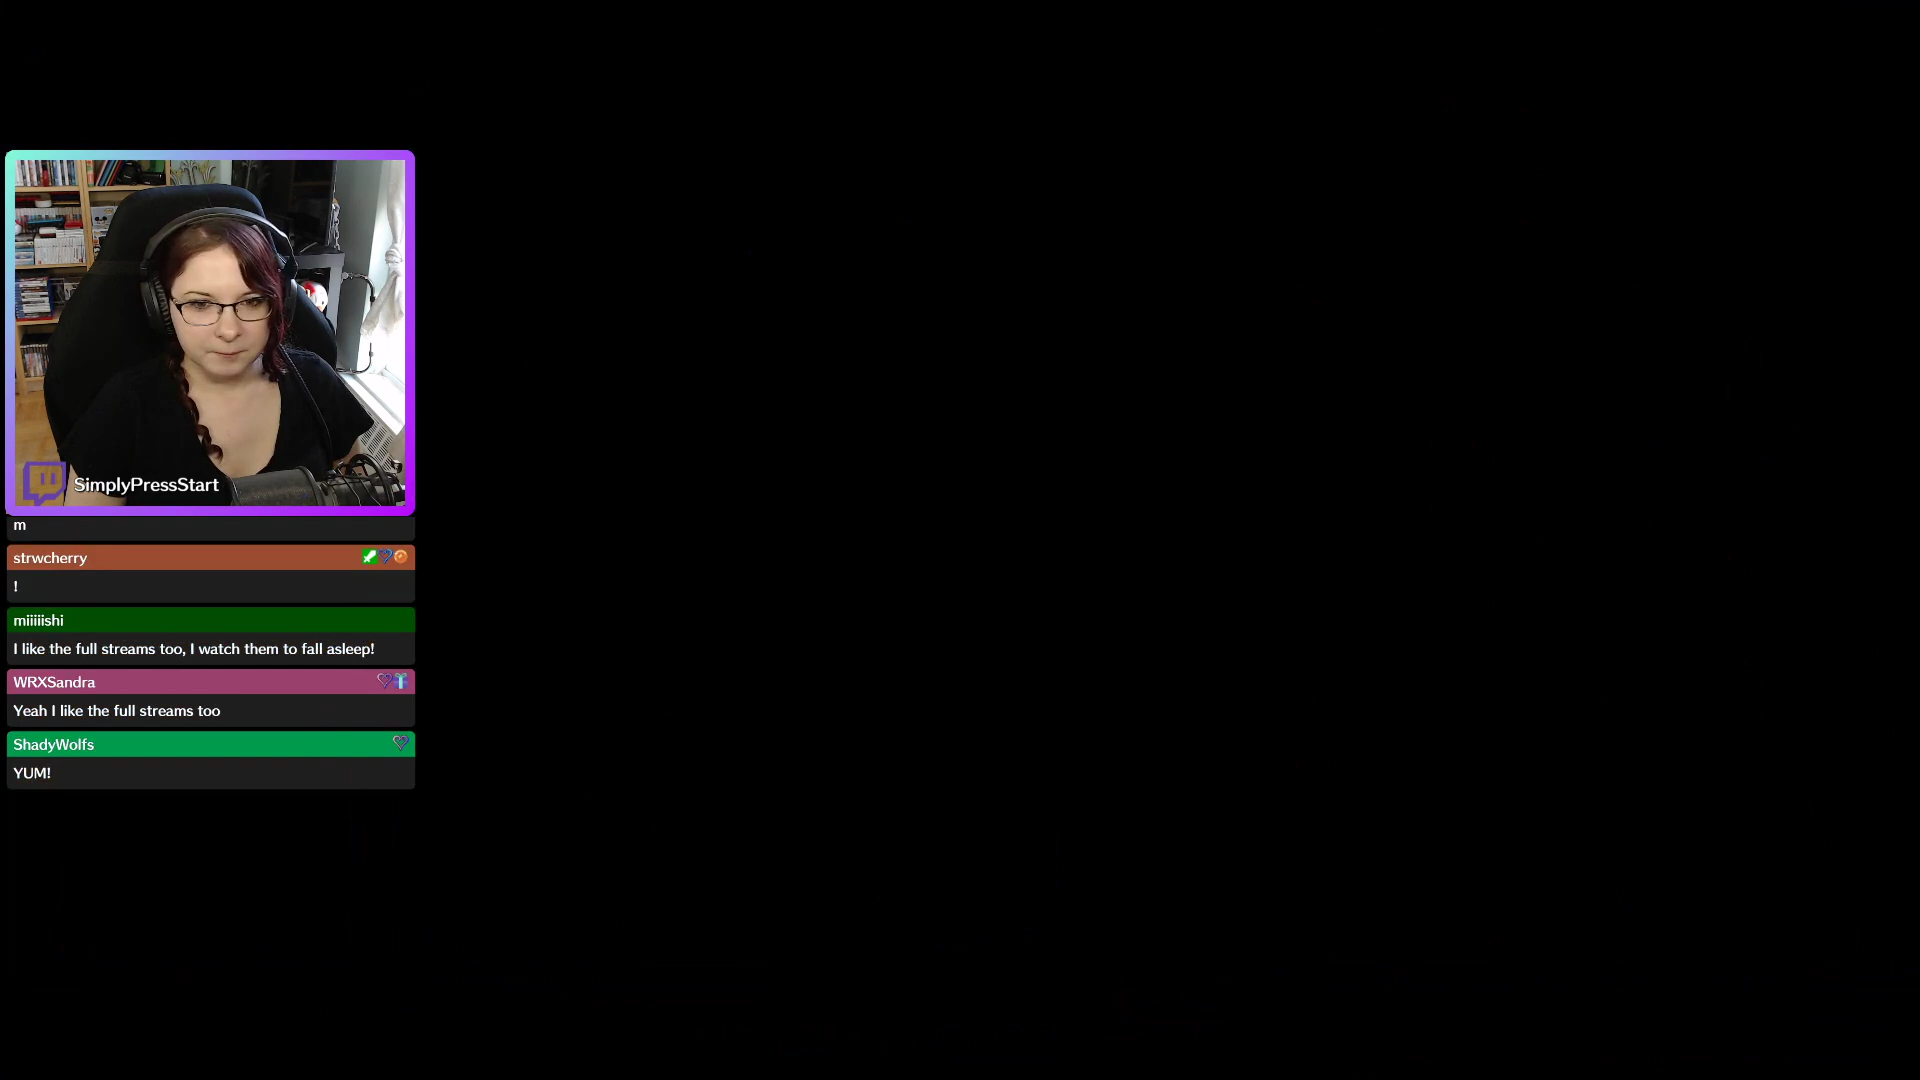 SimplyPressStart
m
strwcherry
!
miiiiishi
I like the full streams too, I watch them to fall asleep!
WRXSandra
Yeah I like the full streams too
ShadyWolfs
YUM!